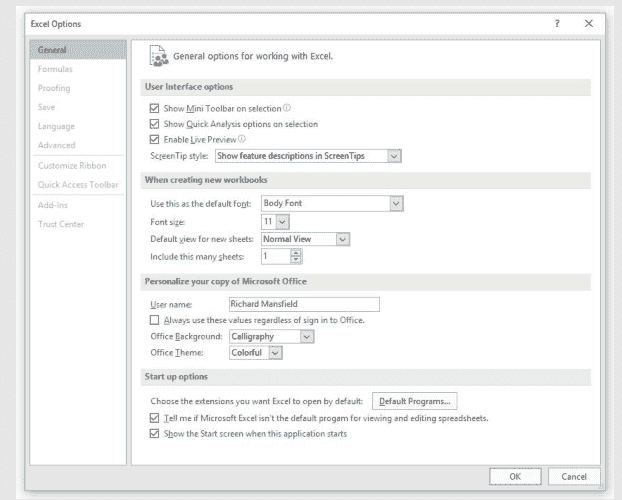 Excel Options
?
General
Formulas
Proofing
Save
Language
Advanced
Customize Ribbon
Quick Access Toolbar
Add-Ins
Trust Center
General options for working with Excel.
User Interface options
Show Mini Toolbar on selection
Show Quick Analysis options on selection
Enable Live Preview
ScreenTip style: Show feature descriptions in ScreenTips
When creating new workbooks
Use this as the default font: Body Font
Font size: 11
Default view for new sheets: Normal View
Include this many sheets: 1
Personalize your copy of Microsoft Office
User name: Richard Mansfield
Always use these values regardless of sign in to Office.
Office Background: Calligraphy
Office Theme: Colorful
Start up options
Choose the extensions you want Excel to open by default: Default Programs...
Tell me if Microsoft Excel isn't the default progam for viewing and editing spreadsheets.
Show the Start screen when this application starts
OK Cancel